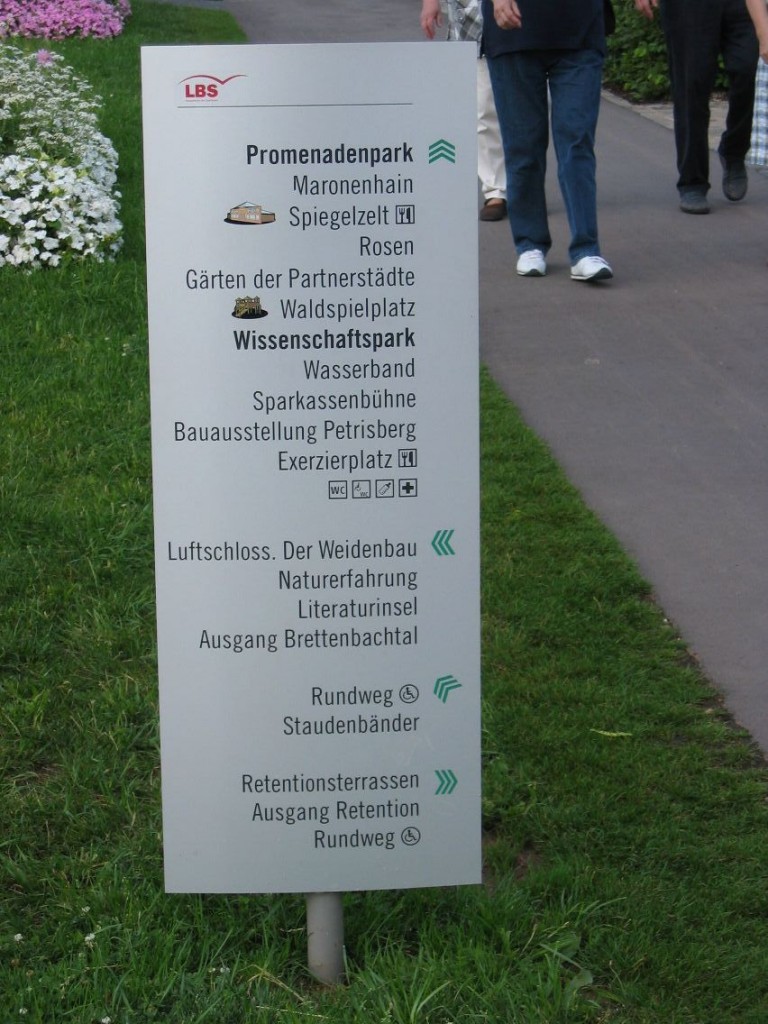 LBS
Promenadenpark
Maronenhain
Spiegelzelt
Rosen
Gärten der Partnerstädte
Waldspielplatz
Wissenschaftspark
Wasserband
Sparkassenbühne
Bauausstellung Petrisberg
Exerzierplatz
WC WC
Luftschloss. Der Weidenbau
Naturerfahrung
Literaturinsel
Ausgang Brettenbachtal
Rundweg
Staudenbänder
Retentionsterrassen
Ausgang Retention
Rundweg